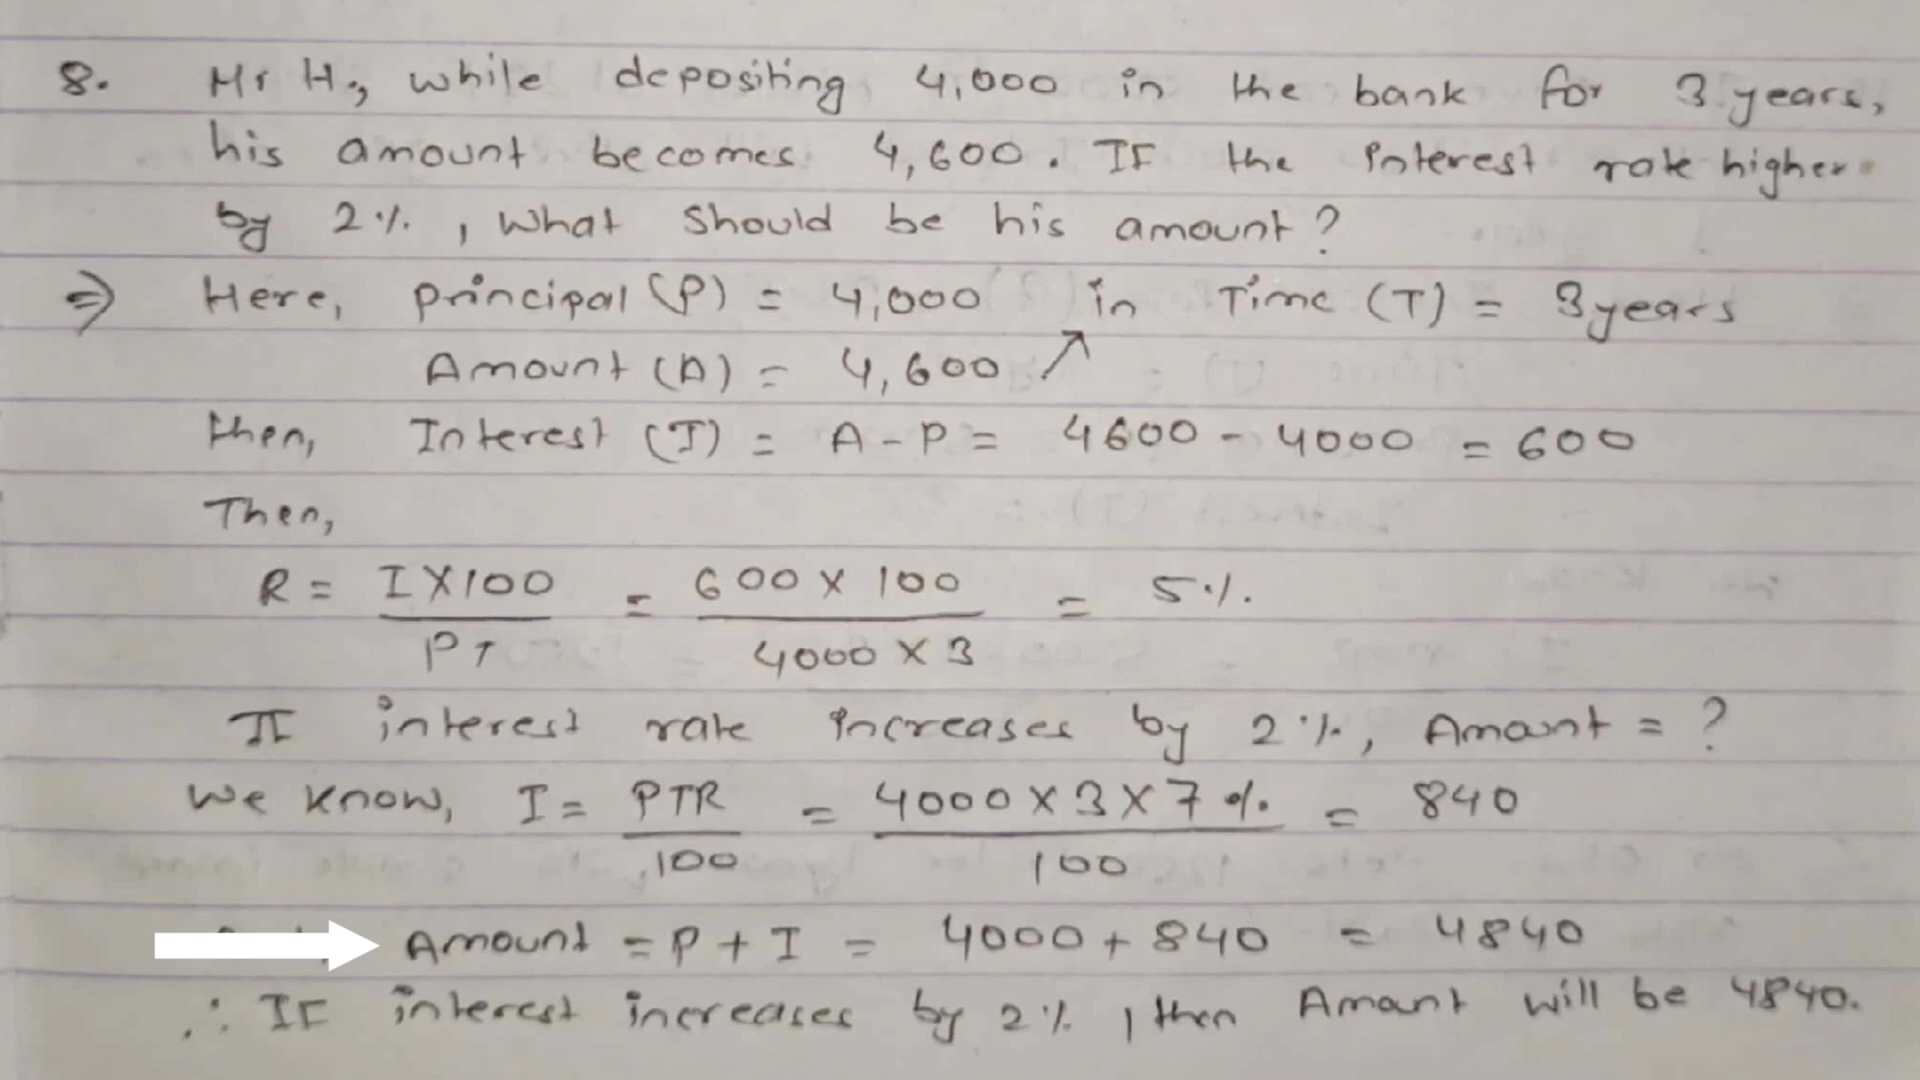 8. Mr H., while depositing 4,000 in the bank for 3 years,
his amount becomes 4,600. If the interest rate higher
by 2%, what should be his amount?
⇒ Here, principal (P) = 4,000 in Time (T) = 3years
Amount (A) = 4,600 ↗
then, Interest (I) = A - P = 4600 - 4000 = 600
Then,
R = I X 100 / PT = 600 X 100 / 4000 X 3 = 5%
If interest rate increases by 2%, Amount = ?
We know, I = PTR / 100 = 4000 X 3 X 7% / 100 = 840
Amount = P + I = 4000 + 840 = 4840
∴ IF interest increases by 2%, then Amount will be 4840.